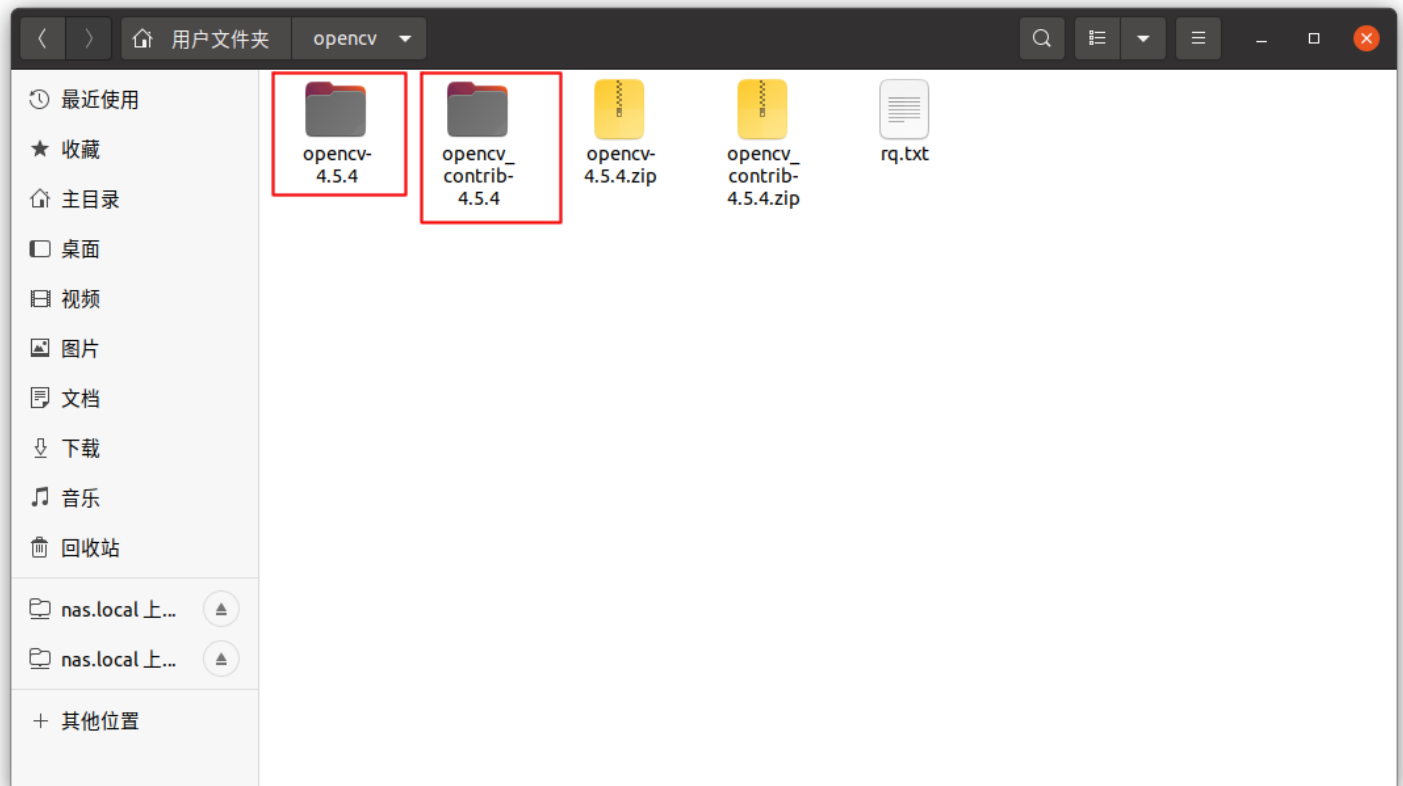 用户文件夹
opencv
最近使用
收藏
主目录
桌面
视频
图片
文档
下载
音乐
回收站
nas.local 上...
nas.local 上...
其他位置
opencv-
4.5.4
opencv_
contrib-
4.5.4
opencv-
4.5.4.zip
opencv_
contrib-
4.5.4.zip
rq.txt